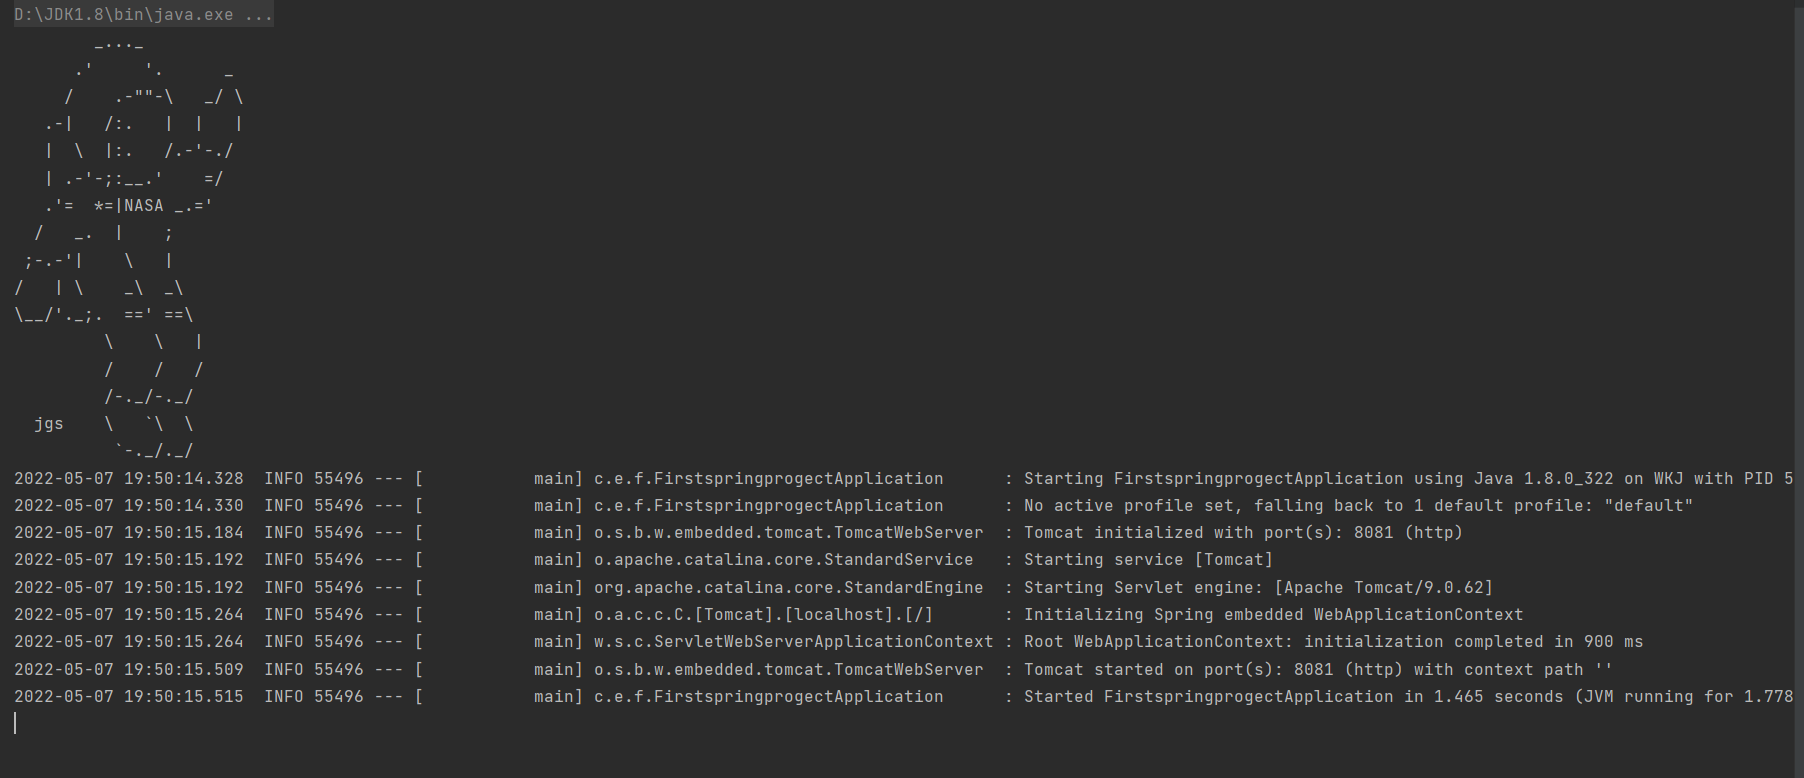 D:\JDK1.8\bin\java.exe ...
        _..._
      .'     '.      _
     /    .-""-\   _/ \
   .-|   /:.   |  |   |
   |  \  |:.   /.-'-./
   | .-'-;:__.'    =/
   .'=  *=|NASA _.='
  /   _.  |    ;
 ;-.-'|    \   |
/   | \    _\  _\
\__/'._;.  ==' ==\
         \    \   |
         /    /   /
         /-._/-._/
  jgs    \   `\  \
          `-._/._/
2022-05-07 19:50:14.328  INFO 55496 --- [           main] c.e.f.FirstspringprogectApplication      : Starting FirstspringprogectApplication using Java 1.8.0_322 on WKJ with PID 5
2022-05-07 19:50:14.330  INFO 55496 --- [           main] c.e.f.FirstspringprogectApplication      : No active profile set, falling back to 1 default profile: "default"
2022-05-07 19:50:15.184  INFO 55496 --- [           main] o.s.b.w.embedded.tomcat.TomcatWebServer  : Tomcat initialized with port(s): 8081 (http)
2022-05-07 19:50:15.192  INFO 55496 --- [           main] o.apache.catalina.core.StandardService   : Starting service [Tomcat]
2022-05-07 19:50:15.192  INFO 55496 --- [           main] org.apache.catalina.core.StandardEngine  : Starting Servlet engine: [Apache Tomcat/9.0.62]
2022-05-07 19:50:15.264  INFO 55496 --- [           main] o.a.c.c.C.[Tomcat].[localhost].[/]       : Initializing Spring embedded WebApplicationContext
2022-05-07 19:50:15.264  INFO 55496 --- [           main] w.s.c.ServletWebServerApplicationContext : Root WebApplicationContext: initialization completed in 900 ms
2022-05-07 19:50:15.509  INFO 55496 --- [           main] o.s.b.w.embedded.tomcat.TomcatWebServer  : Tomcat started on port(s): 8081 (http) with context path ''
2022-05-07 19:50:15.515  INFO 55496 --- [           main] c.e.f.FirstspringprogectApplication      : Started FirstspringprogectApplication in 1.465 seconds (JVM running for 1.778